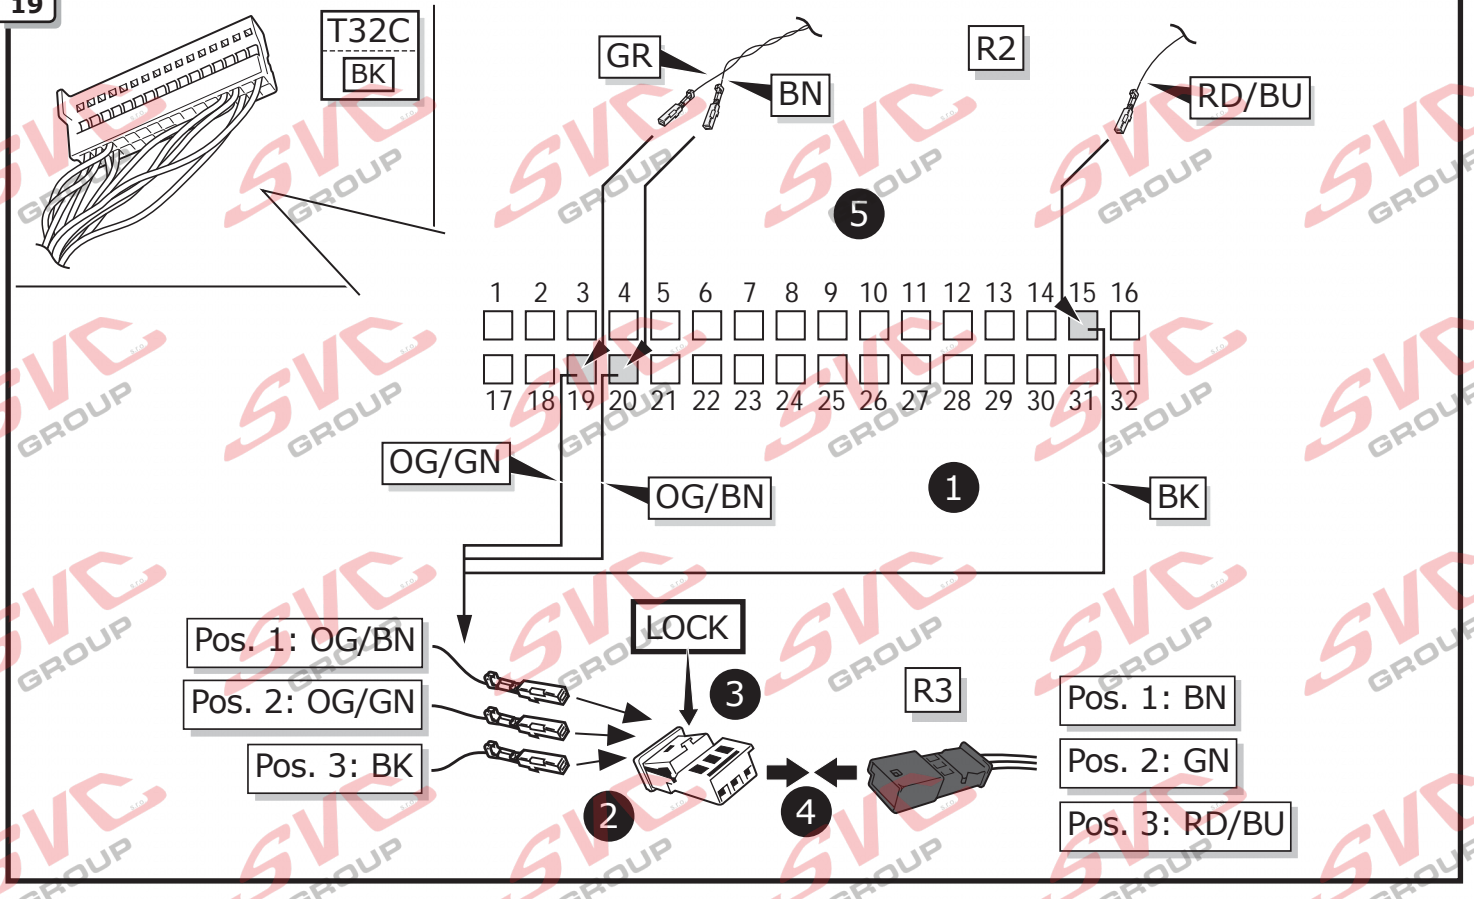 19
T32C
BK
GR
BN
R2
RD/BU
5
1 2 3 4 5 6 7 8 9 10 11 12 13 14 15 16
17 18 19 20 21 22 23 24 25 26 27 28 29 30 31 32
OG/GN
OG/BN
1
BK
LOCK
Pos. 1: OG/BN
Pos. 2: OG/GN
Pos. 3: BK
3
2
4
R3
Pos. 1: BN
Pos. 2: GN
Pos. 3: RD/BU
SVC
s.r.o.
GROUP